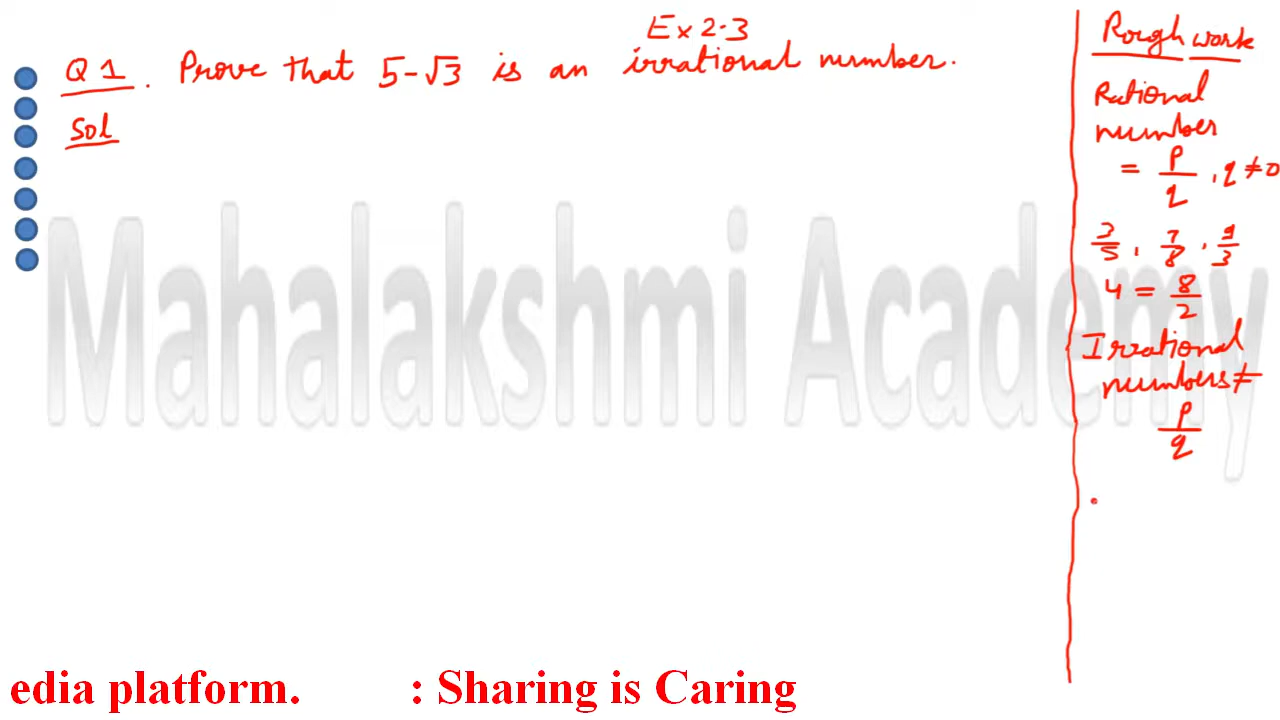 Ex 2.3
Q 1. Prove that 5-√3 is an irrational number.
Sol
Rough work
Rational
number
= p/q, q ≠ 0
3/5, 7/8, 9/3
4 = 8/2
Irrational
numbers ≠
p/q
Mahalakshmi Academy
edia platform. : Sharing is Caring